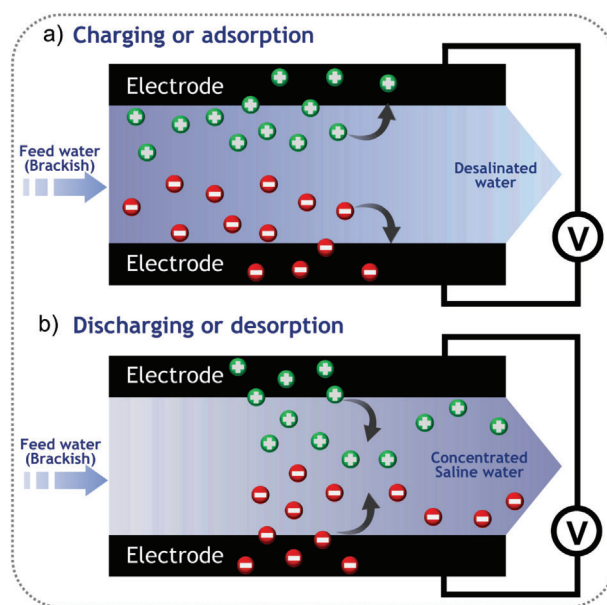 a) Charging or adsorption
Electrode
Feed water
(Brackish)
Desalinated
water
V
Electrode
b) Discharging or desorption
Electrode
Feed water
(Brackish)
Concentrated
Saline water
V
Electrode